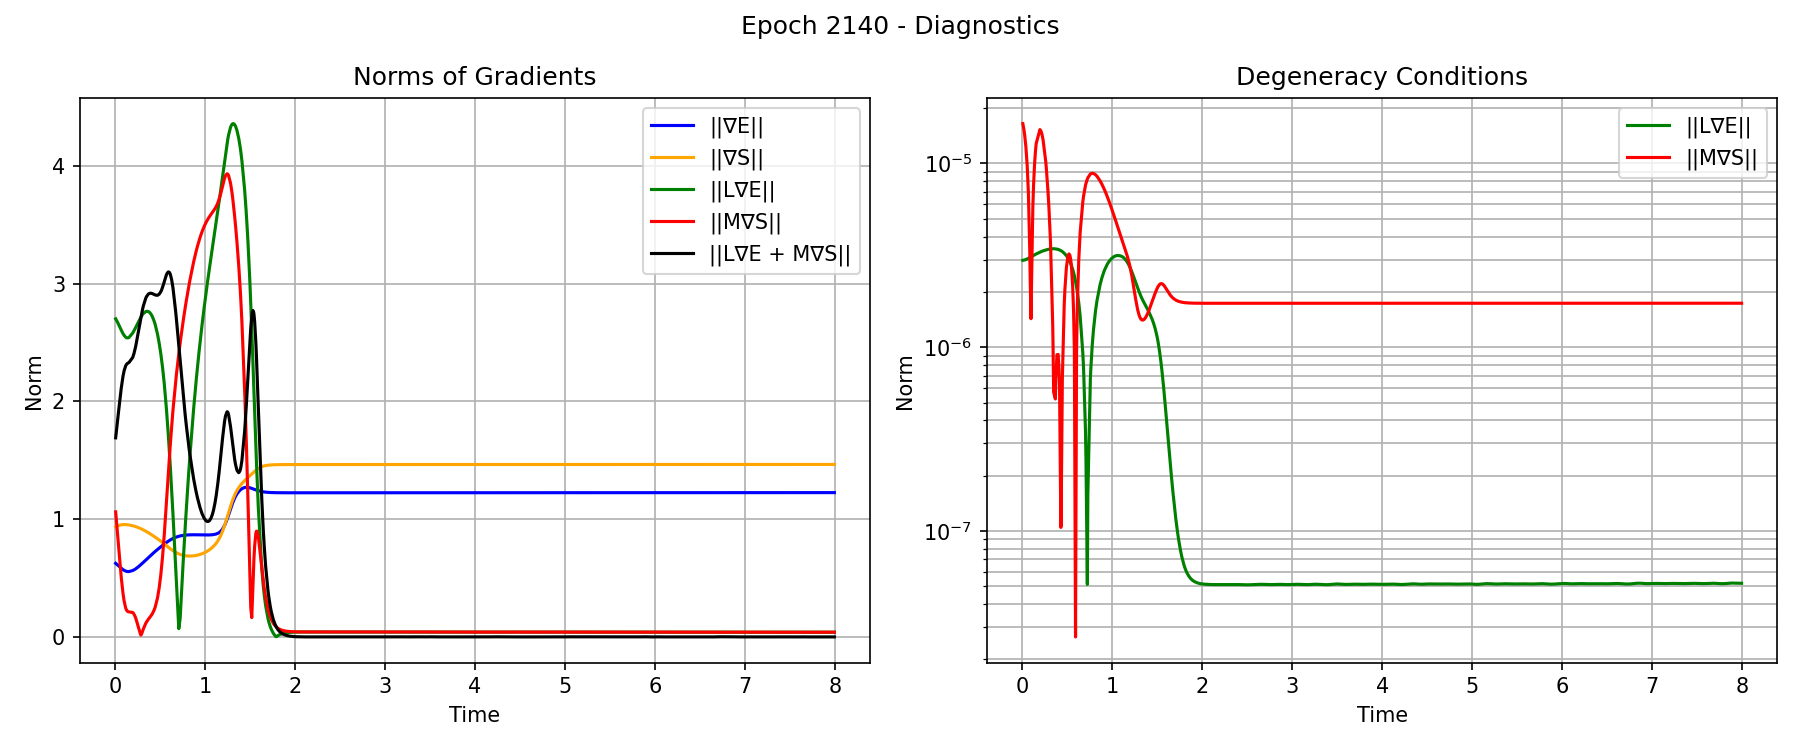 Epoch 2140 - Diagnostics
Norms of Gradients
||∇E||
||∇S||
||L∇E||
||M∇S||
||L∇E + M∇S||
Norm
4
3
2
1
0
0 1 2 3 4 5 6 7 8
Time
Degeneracy Conditions
||L∇E||
||M∇S||
Norm
10⁻⁵
10⁻⁶
10⁻⁷
0 1 2 3 4 5 6 7 8
Time